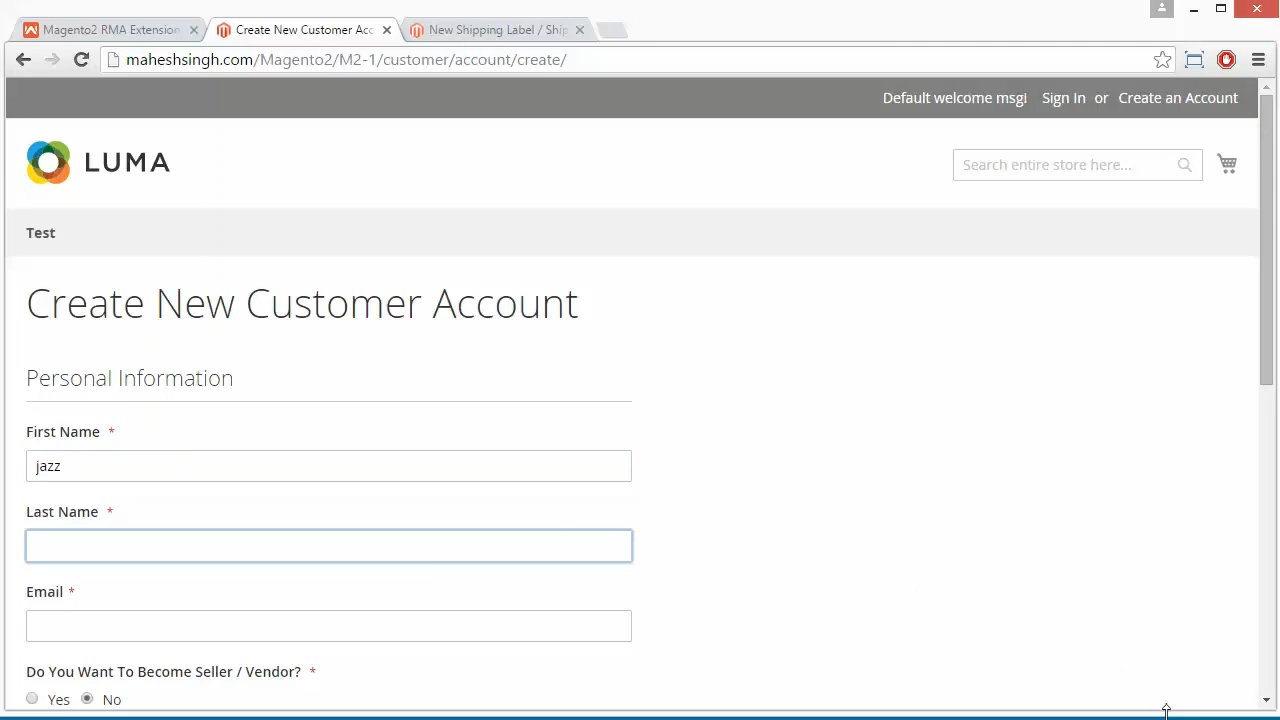 Magento2 RMA Extension
Create New Customer Acc
New Shipping Label / Ship
maheshsingh.com/Magento2/M2-1/customer/account/create/
Default welcome msg! Sign In or Create an Account
LUMA
Search entire store here...
Test
Create New Customer Account
Personal Information
First Name *
jazz
Last Name *
Email *
Do You Want To Become Seller / Vendor? *
Yes No